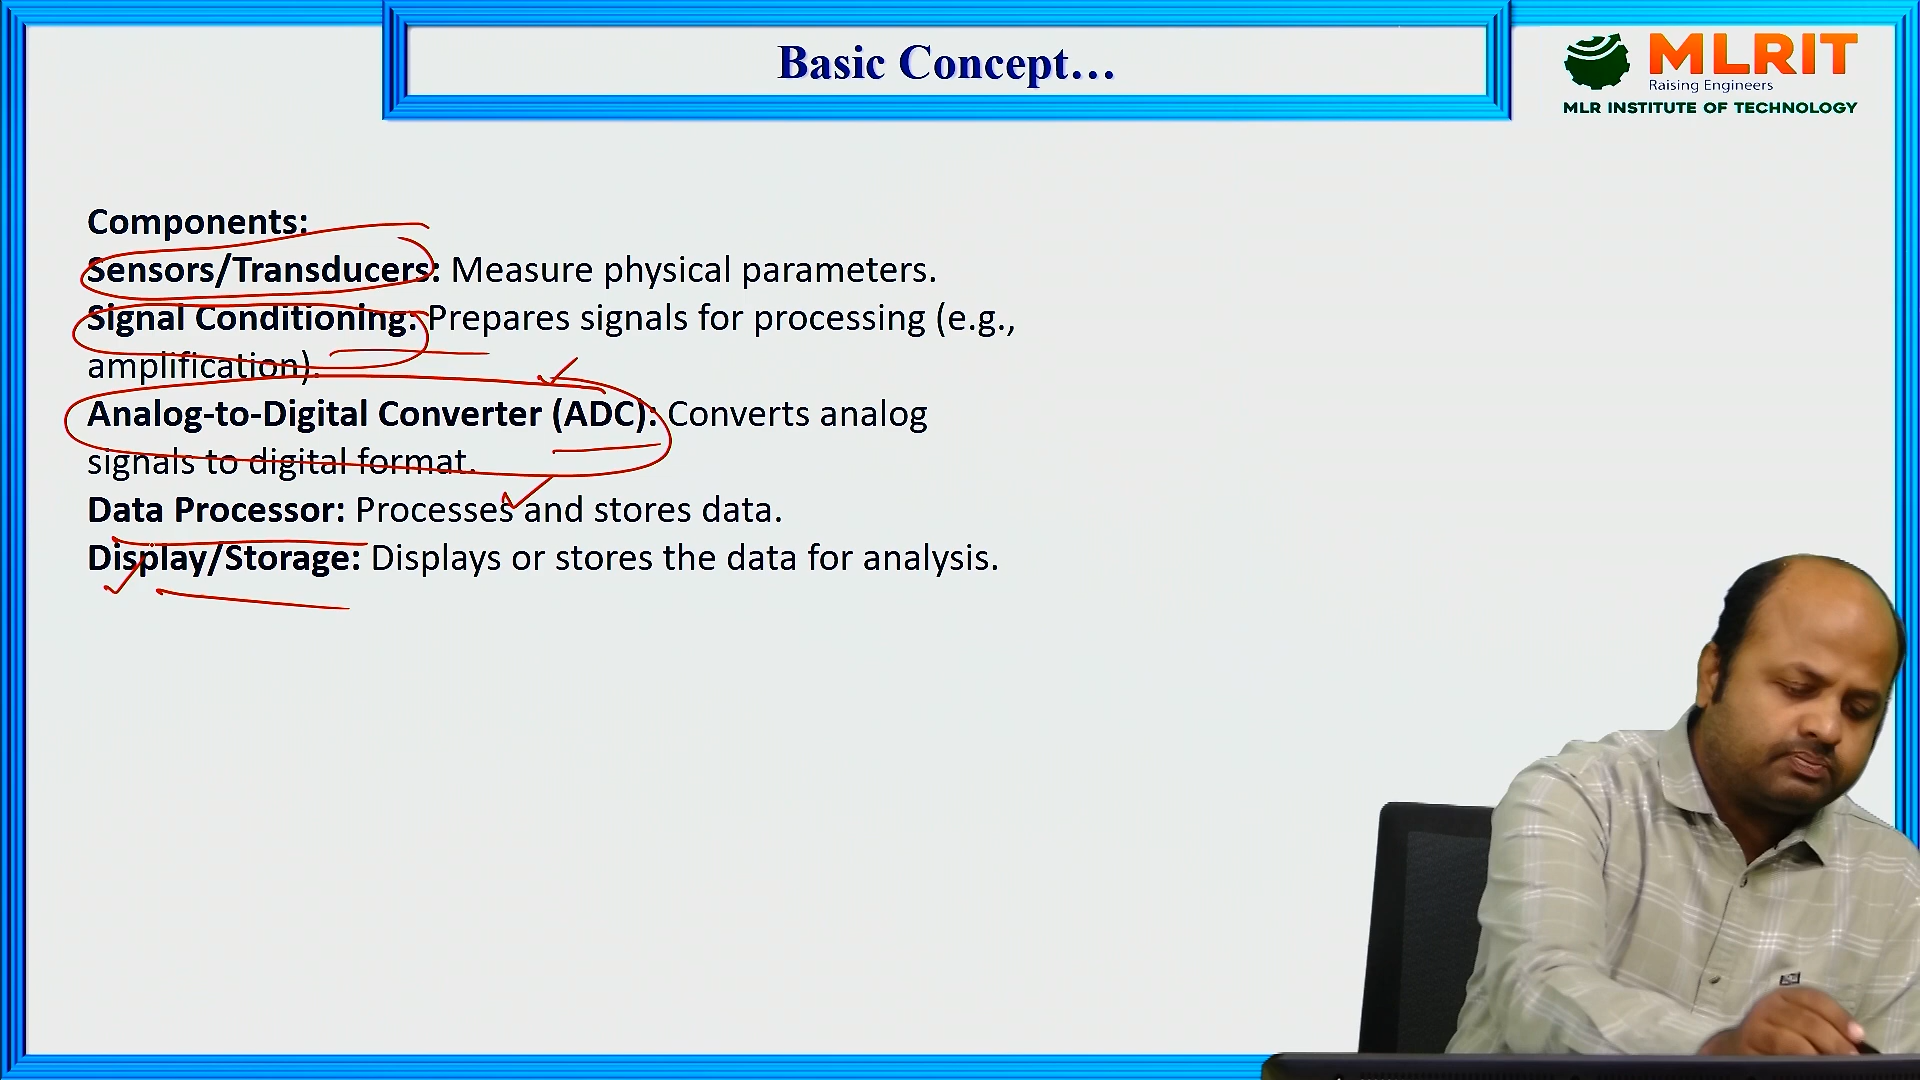 Basic Concept...
MLRIT
Raising Engineers
MLR INSTITUTE OF TECHNOLOGY
Components:
Sensors/Transducers: Measure physical parameters.
Signal Conditioning: Prepares signals for processing (e.g.,
amplification).
Analog-to-Digital Converter (ADC): Converts analog
signals to digital format.
Data Processor: Processes and stores data.
Display/Storage: Displays or stores the data for analysis.